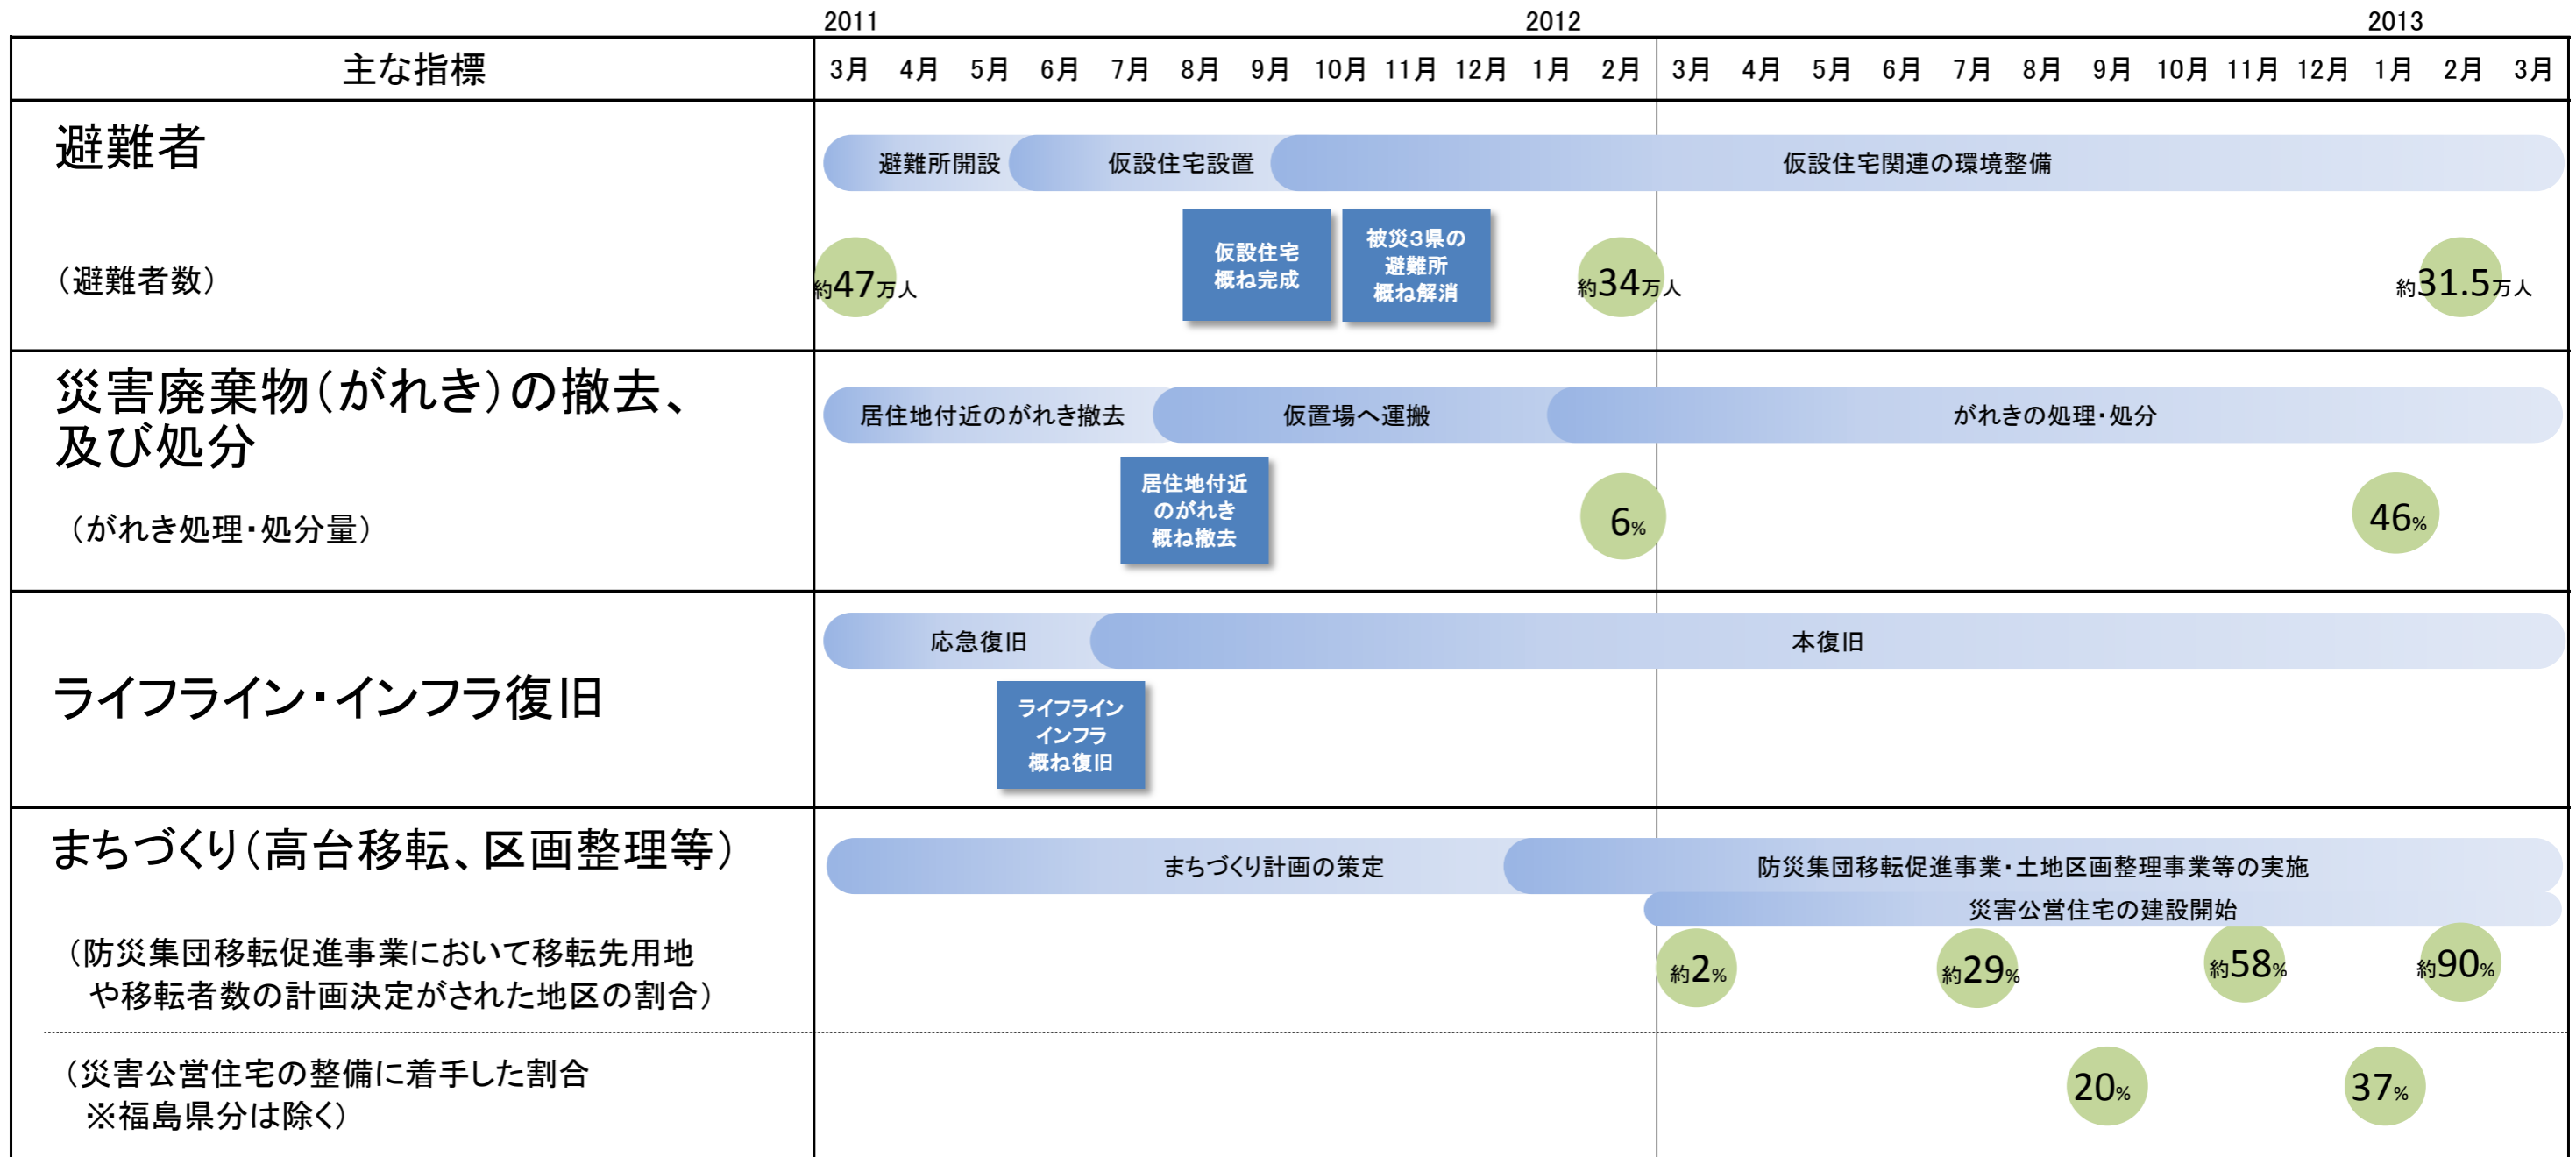 2011 2012 2013
主な指標 3月 4月 5月 6月 7月 8月 9月 10月 11月 12月 1月 2月 3月 4月 5月 6月 7月 8月 9月 10月 11月 12月 1月 2月 3月
避難者
避難所開設 仮設住宅設置 仮設住宅関連の環境整備
仮設住宅
概ね完成
被災3県の
避難所
概ね解消
（避難者数）
約47万人 約34万人 約31.5万人
災害廃棄物（がれき）の撤去、
及び処分
居住地付近のがれき撤去 仮置場へ運搬 がれきの処理・処分
居住地付近
のがれき
概ね撤去
（がれき処理・処分量）
6% 46%
ライフライン・インフラ復旧
応急復旧 本復旧
ライフライン
インフラ
概ね復旧
まちづくり（高台移転、区画整理等）
まちづくり計画の策定 防災集団移転促進事業・土地区画整理事業等の実施
災害公営住宅の建設開始
（防災集団移転促進事業において移転先用地
や移転者数の計画決定がされた地区の割合）
約2% 約29% 約58% 約90%
（災害公営住宅の整備に着手した割合
※福島県分は除く）
20% 37%